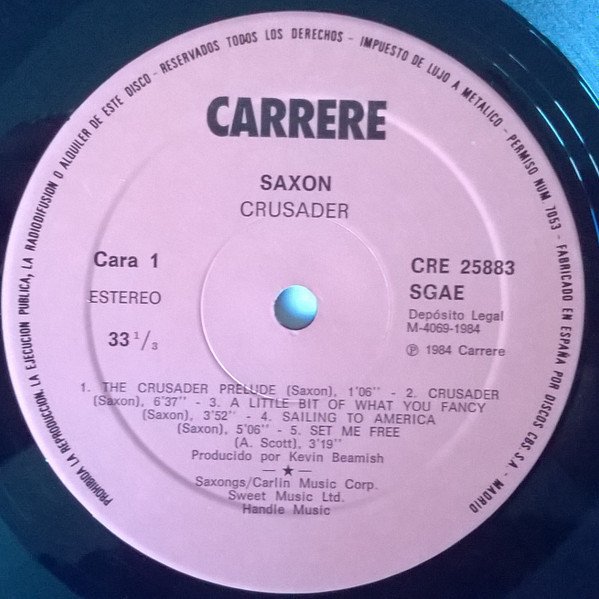 PROHIBIDA LA REPRODUCCION, LA EJECUCION PUBLICA, LA RADIODIFUSION O ALQUILER DE ESTE DISCO - RESERVADOS TODOS LOS DERECHOS - IMPUESTO DE LUJO A METALICO - PERMISO NUM. 7053 - FABRICADO EN ESPAÑA POR DISCOS CBS S.A. - MADRID
CARRERE
SAXON
CRUSADER
Cara 1
ESTEREO
33 1/3
CRE 25883
SGAE
Depósito Legal
M-4069-1984
℗ 1984 Carrere
1. THE CRUSADER PRELUDE (Saxon), 1'06'' - 2. CRUSADER
(Saxon), 6'37'' - 3. A LITTLE BIT OF WHAT YOU FANCY
(Saxon), 3'52'' - 4. SAILING TO AMERICA
(Saxon), 5'06'' - 5. SET ME FREE
(A. Scott), 3'19''
Producido por Kevin Beamish
— ★ —
Saxongs/Carlin Music Corp.
Sweet Music Ltd.
Handle Music